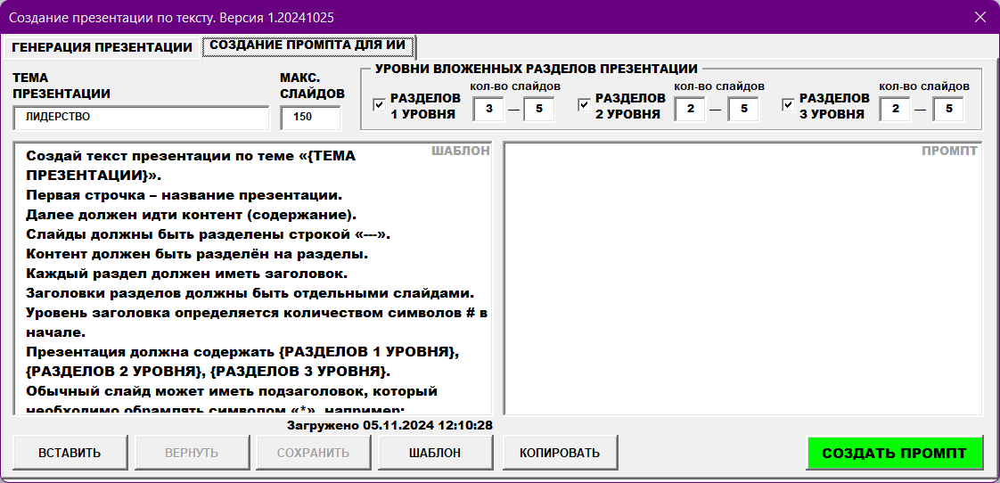 Создание презентации по тексту. Версия 1.20241025
ГЕНЕРАЦИЯ ПРЕЗЕНТАЦИИ
СОЗДАНИЕ ПРОМПТА ДЛЯ ИИ
ТЕМА
ПРЕЗЕНТАЦИИ
ЛИДЕРСТВО
МАКС.
СЛАЙДОВ
150
УРОВНИ ВЛОЖЕННЫХ РАЗДЕЛОВ ПРЕЗЕНТАЦИИ
РАЗДЕЛОВ
1 УРОВНЯ
кол-во слайдов
3 — 5
РАЗДЕЛОВ
2 УРОВНЯ
кол-во слайдов
2 — 5
РАЗДЕЛОВ
3 УРОВНЯ
кол-во слайдов
2 — 5
ШАБЛОН
Создай текст презентации по теме «{ТЕМА
ПРЕЗЕНТАЦИИ}».
Первая строчка – название презентации.
Далее должен идти контент (содержание).
Слайды должны быть разделены строкой «---».
Контент должен быть разделён на разделы.
Каждый раздел должен иметь заголовок.
Заголовки разделов должны быть отдельными слайдами.
Уровень заголовка определяется количеством символов # в
начале.
Презентация должна содержать {РАЗДЕЛОВ 1 УРОВНЯ},
{РАЗДЕЛОВ 2 УРОВНЯ}, {РАЗДЕЛОВ 3 УРОВНЯ}.
Обычный слайд может иметь подзаголовок, который
необходимо обрамлять символом «*», например:
ПРОМПТ
Загружено 05.11.2024 12:10:28
ВСТАВИТЬ
ВЕРНУТЬ
СОХРАНИТЬ
ШАБЛОН
КОПИРОВАТЬ
СОЗДАТЬ ПРОМПТ